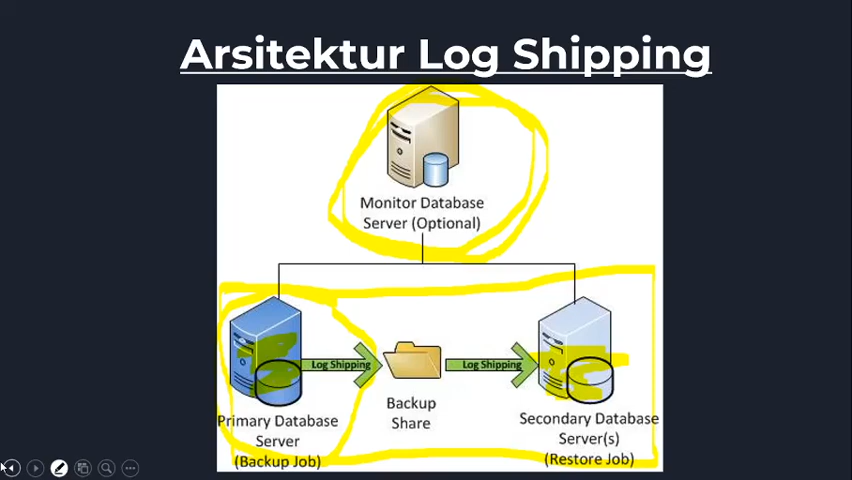 Arsitektur Log Shipping
Monitor Database
Server (Optional)
Log Shipping
Log Shipping
Primary Database
Server
(Backup Job)
Backup
Share
Secondary Database
Server(s)
(Restore Job)